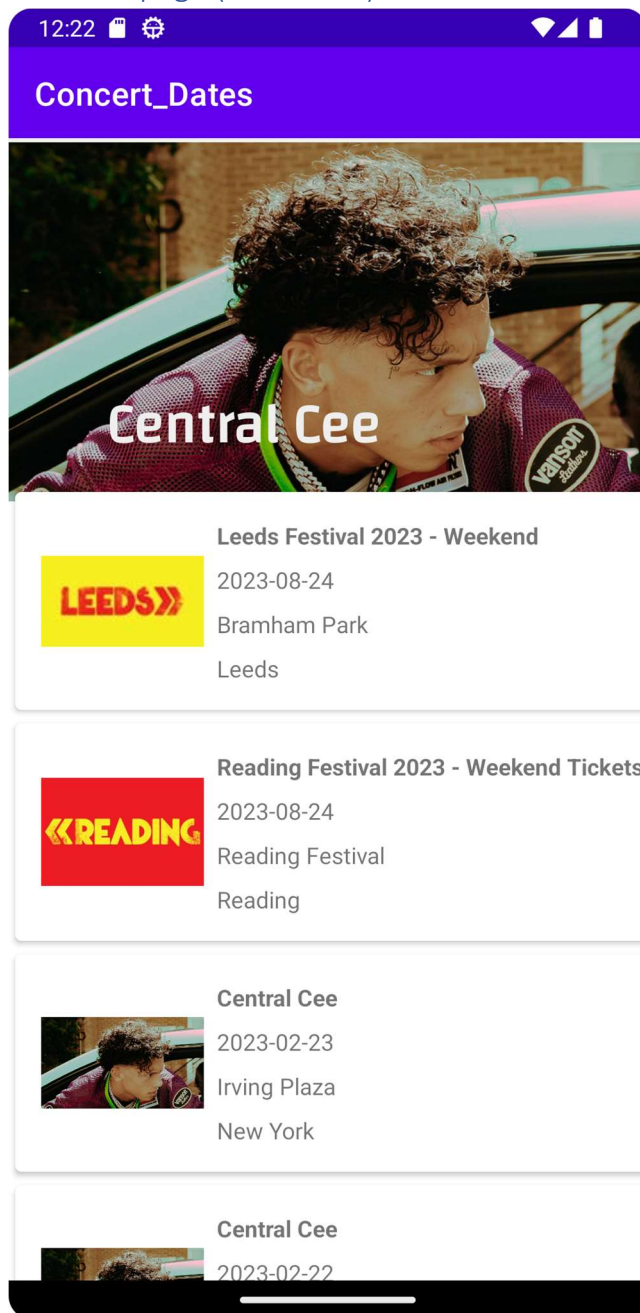 12:22
Concert_Dates
Central Cee
vanson
Leathers
Leeds Festival 2023 - Weekend
2023-08-24
Bramham Park
Leeds
LEEDS
Reading Festival 2023 - Weekend Tickets
2023-08-24
Reading Festival
Reading
READING
Central Cee
2023-02-23
Irving Plaza
New York
Central Cee
2023-02-22